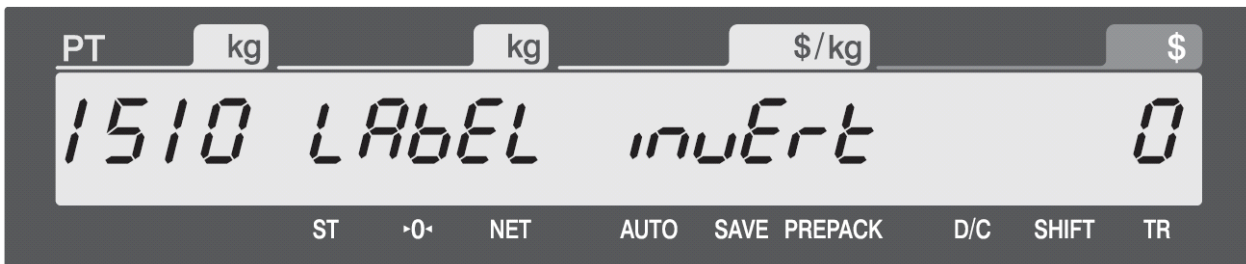 PT kg kg $/kg $
1510 LAbEL invErt 0
ST ▸0◂ NET AUTO SAVE PREPACK D/C SHIFT TR